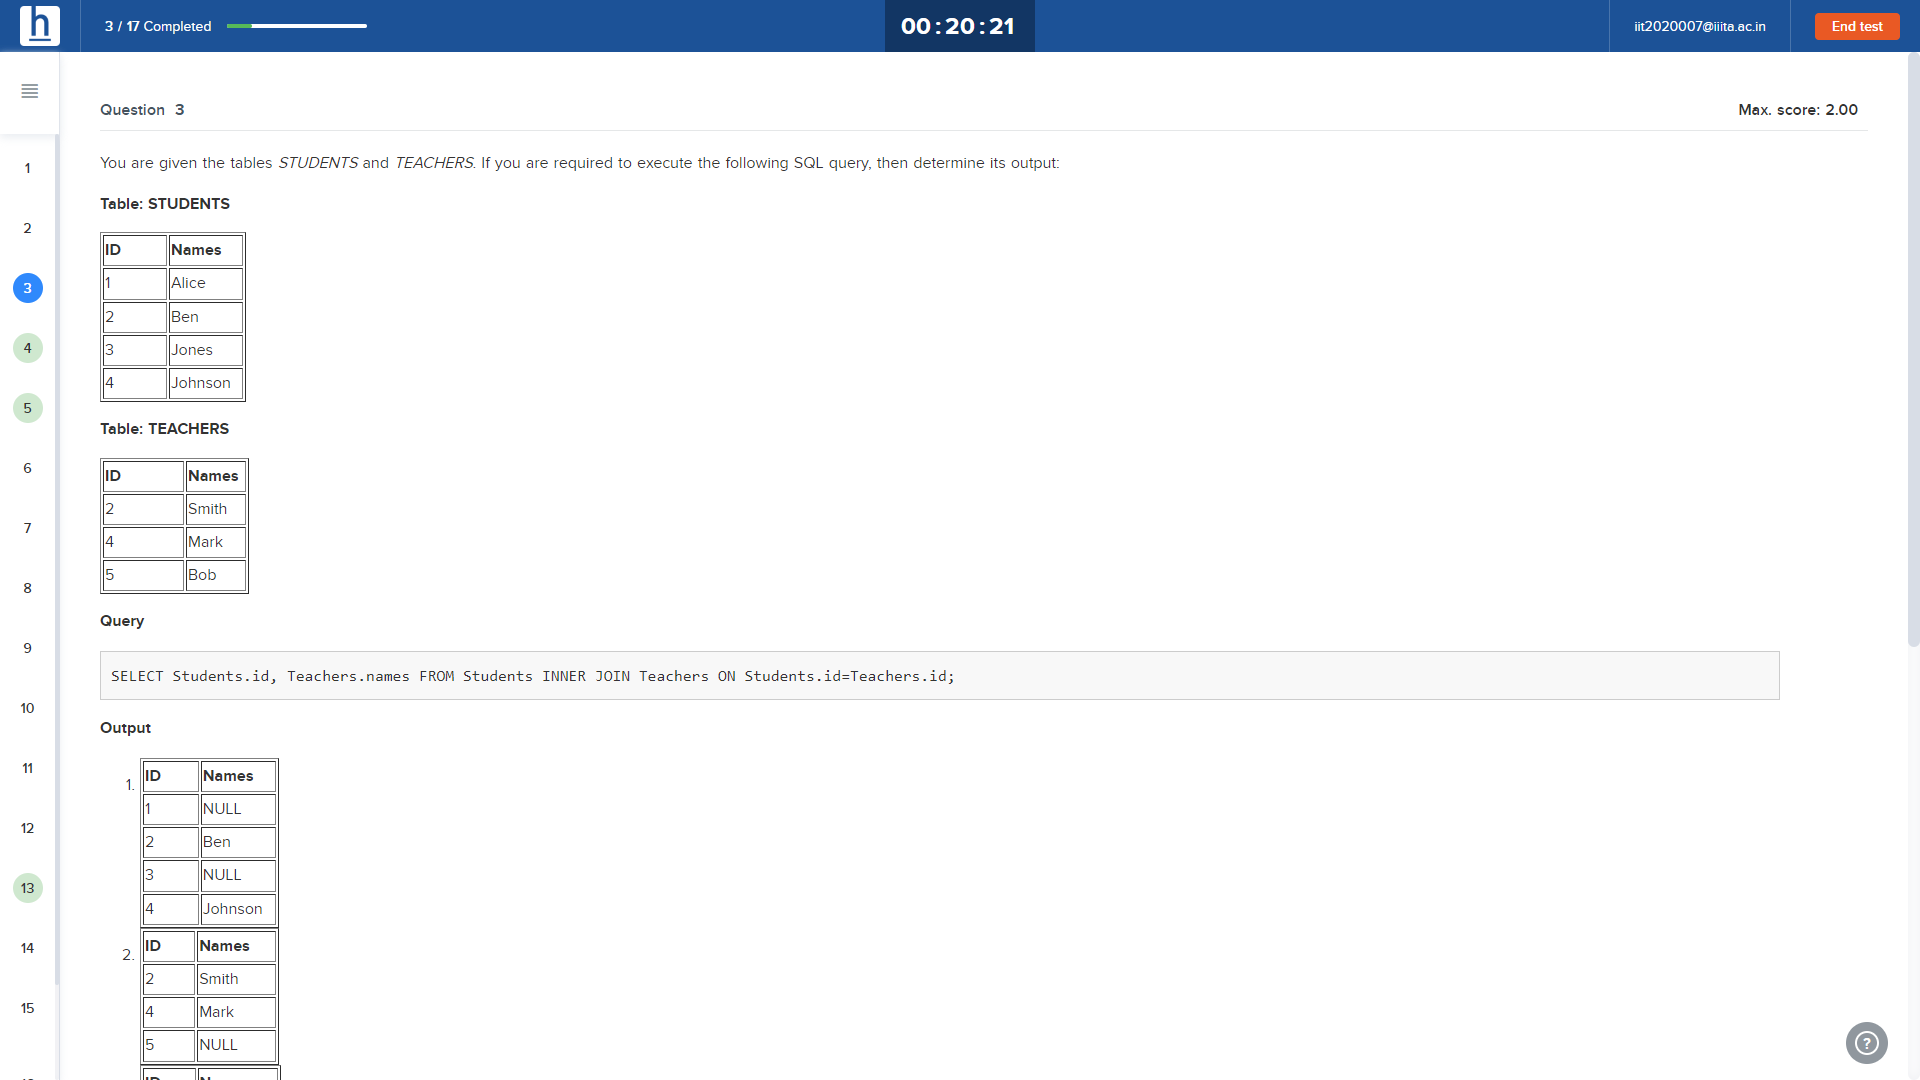 h
3 / 17 Completed
00:20:21
iit2020007@iiita.ac.in
End test
Question 3
Max. score: 2.00
1
2
3
4
5
6
7
8
9
10
11
12
13
14
15
You are given the tables STUDENTS and TEACHERS. If you are required to execute the following SQL query, then determine its output:
Table: STUDENTS
ID Names
1 Alice
2 Ben
3 Jones
4 Johnson
Table: TEACHERS
ID Names
2 Smith
4 Mark
5 Bob
Query
SELECT Students.id, Teachers.names FROM Students INNER JOIN Teachers ON Students.id=Teachers.id;
Output
1.
ID Names
1 NULL
2 Ben
3 NULL
4 Johnson
2.
ID Names
2 Smith
4 Mark
5 NULL
?